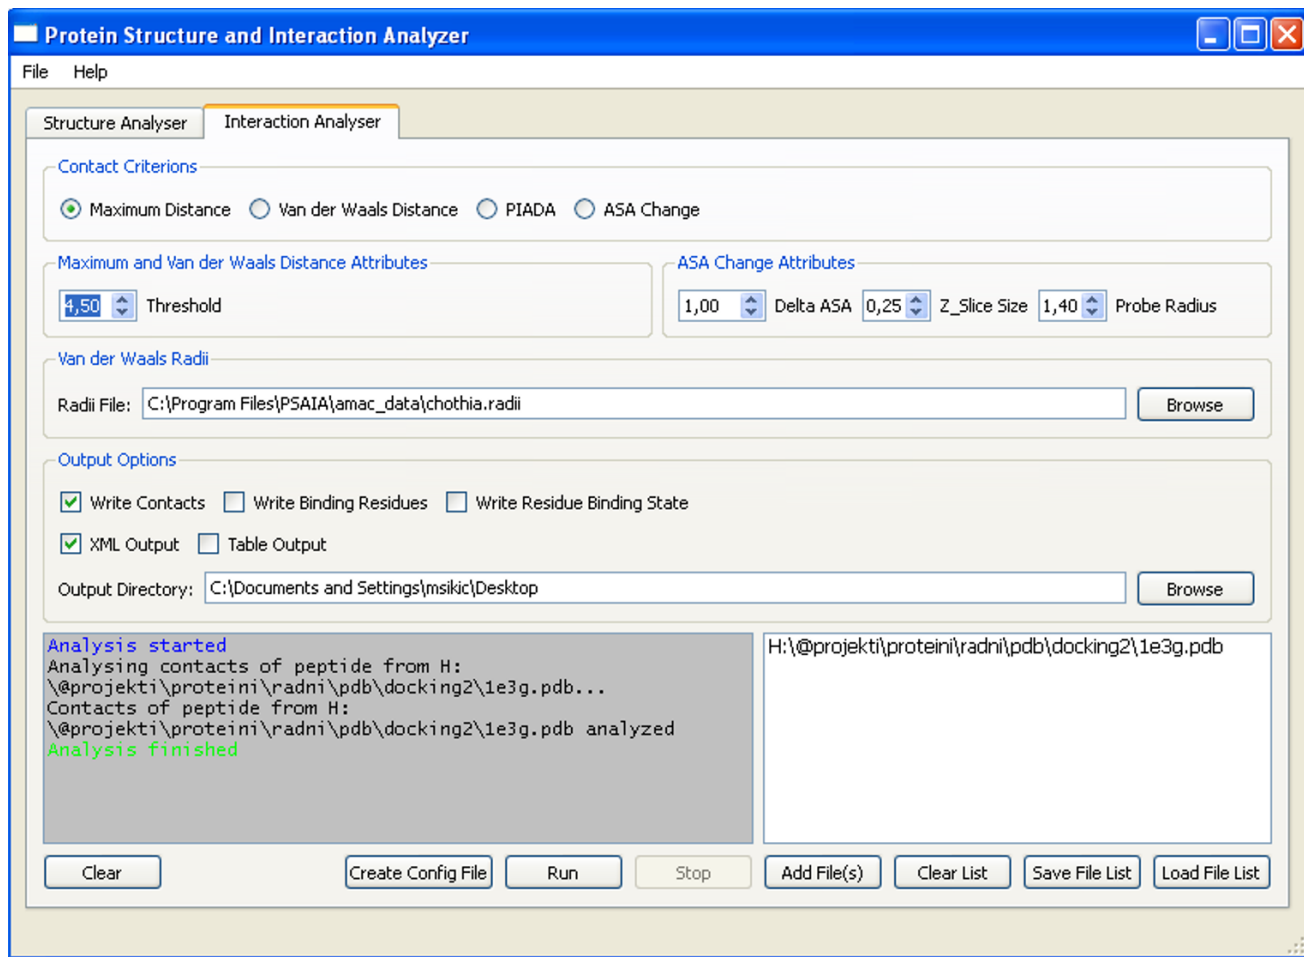 Protein Structure and Interaction Analyzer
File Help
Structure Analyser Interaction Analyser
Contact Criterions
Maximum Distance Van der Waals Distance PIADA ASA Change
Maximum and Van der Waals Distance Attributes ASA Change Attributes
4,50 Threshold 1,00 Delta ASA 0,25 Z_Slice Size 1,40 Probe Radius
Van der Waals Radii
Radii File: C:\Program Files\PSAIA\amac_data\chothia.radii Browse
Output Options
Write Contacts Write Binding Residues Write Residue Binding State
XML Output Table Output
Output Directory: C:\Documents and Settings\msikic\Desktop Browse
Analysis started
Analysing contacts of peptide from H:
\@projekti\proteini\radni\pdb\docking2\1e3g.pdb...
Contacts of peptide from H:
\@projekti\proteini\radni\pdb\docking2\1e3g.pdb analyzed
Analysis finished
H:\@projekti\proteini\radni\pdb\docking2\1e3g.pdb
Clear Create Config File Run Stop Add File(s) Clear List Save File List Load File List